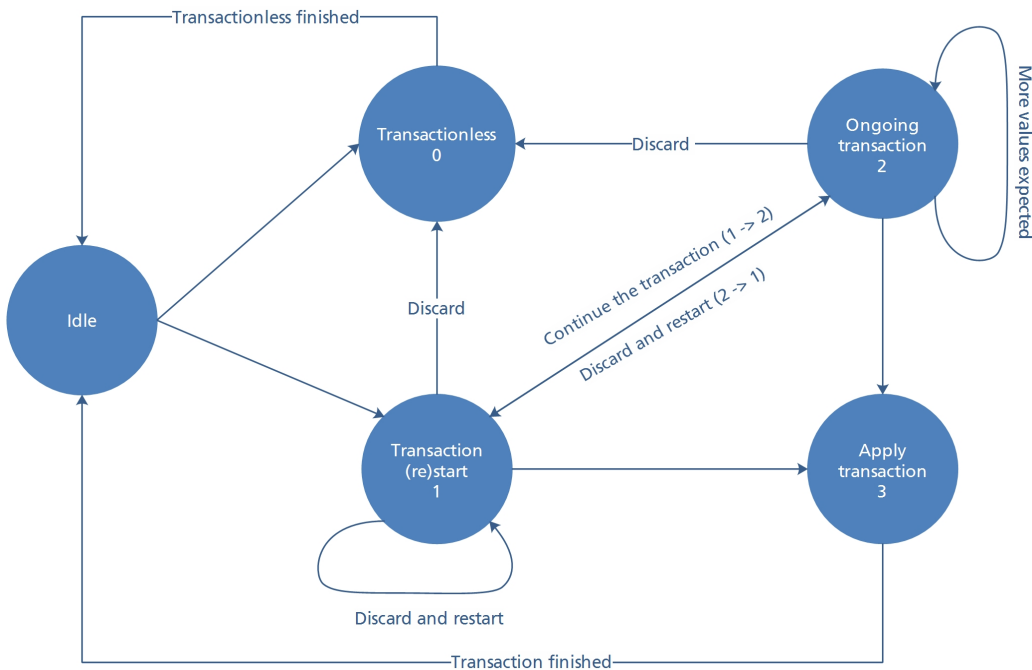 Transactionless finished
Transactionless
0
Ongoing
transaction
2
More values expected
Discard
Continue the transaction (1 -> 2)
Discard and restart (2 -> 1)
Idle
Discard
Transaction
(re)start
1
Apply
transaction
3
Discard and restart
Transaction finished